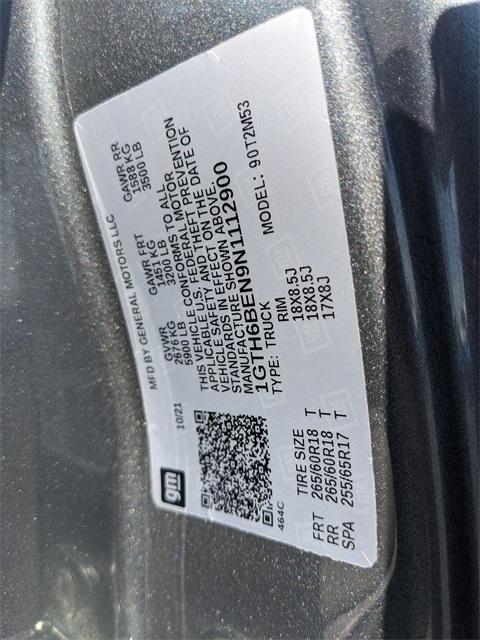 gm
10/21 MFD BY GENERAL MOTORS LLC
GVWR GAWR FRT GAWR RR
2676 KG 1451 KG 1588 KG
5900 LB 3200 LB 3500 LB
THIS VEHICLE CONFORMS TO ALL
APPLICABLE U.S. FEDERAL MOTOR
VEHICLE SAFETY AND THEFT PREVENTION
STANDARDS IN EFFECT ON THE DATE OF
MANUFACTURE SHOWN ABOVE.
1GTH6BEN9N1112900
TYPE: TRUCK MODEL: 90T2M53
464C
TIRE SIZE RIM
FRT 265/60R18 T 18X8.5J
RR 265/60R18 T 18X8.5J
SPA 255/65R17 T 17X8J